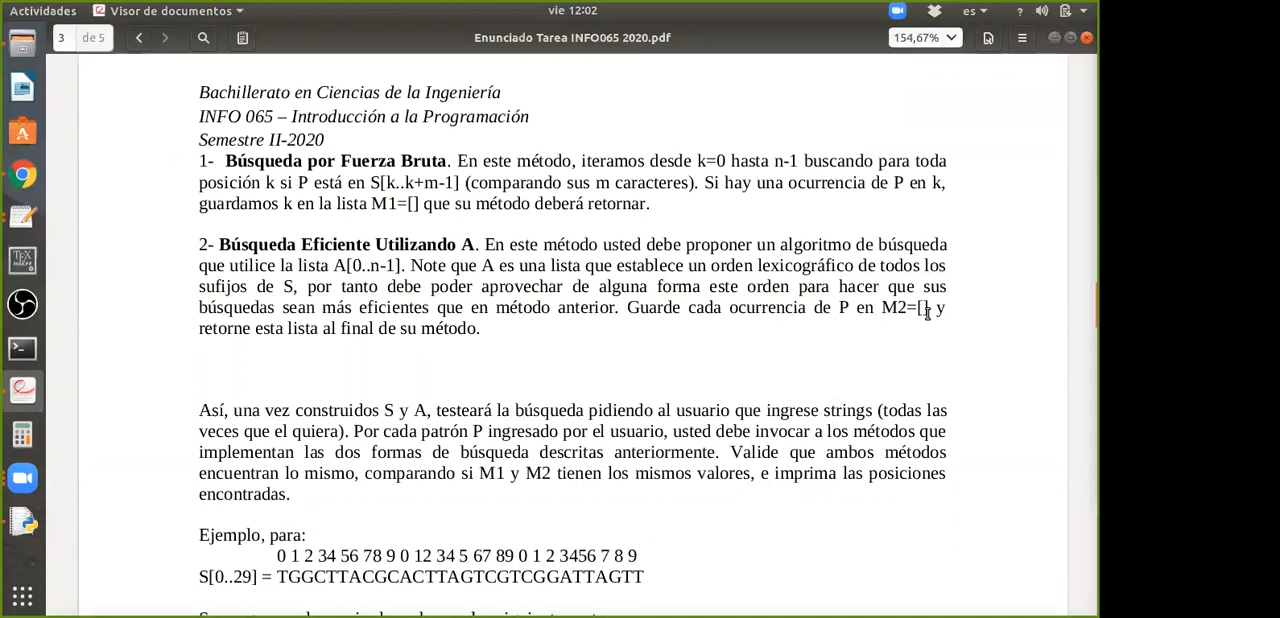 Actividades Visor de documentos vie 12:02 es
3 de 5 Enunciado Tarea INFO065 2020.pdf 154,67%
Bachillerato en Ciencias de la Ingeniería
INFO 065 – Introducción a la Programación
Semestre II-2020
1- Búsqueda por Fuerza Bruta. En este método, iteramos desde k=0 hasta n-1 buscando para toda
posición k si P está en S[k..k+m-1] (comparando sus m caracteres). Si hay una ocurrencia de P en k,
guardamos k en la lista M1=[] que su método deberá retornar.
2- Búsqueda Eficiente Utilizando A. En este método usted debe proponer un algoritmo de búsqueda
que utilice la lista A[0..n-1]. Note que A es una lista que establece un orden lexicográfico de todos los
sufijos de S, por tanto debe poder aprovechar de alguna forma este orden para hacer que sus
búsquedas sean más eficientes que en método anterior. Guarde cada ocurrencia de P en M2=[] y
retorne esta lista al final de su método.
Así, una vez construidos S y A, testeará la búsqueda pidiendo al usuario que ingrese strings (todas las
veces que el quiera). Por cada patrón P ingresado por el usuario, usted debe invocar a los métodos que
implementan las dos formas de búsqueda descritas anteriormente. Valide que ambos métodos
encuentran lo mismo, comparando si M1 y M2 tienen los mismos valores, e imprima las posiciones
encontradas.
Ejemplo, para:
0 1 2 34 56 78 9 0 12 34 5 67 89 0 1 2 3456 7 8 9
S[0..29] = TGGCTTACGCACTTAGTCGTCGGATTAGTT